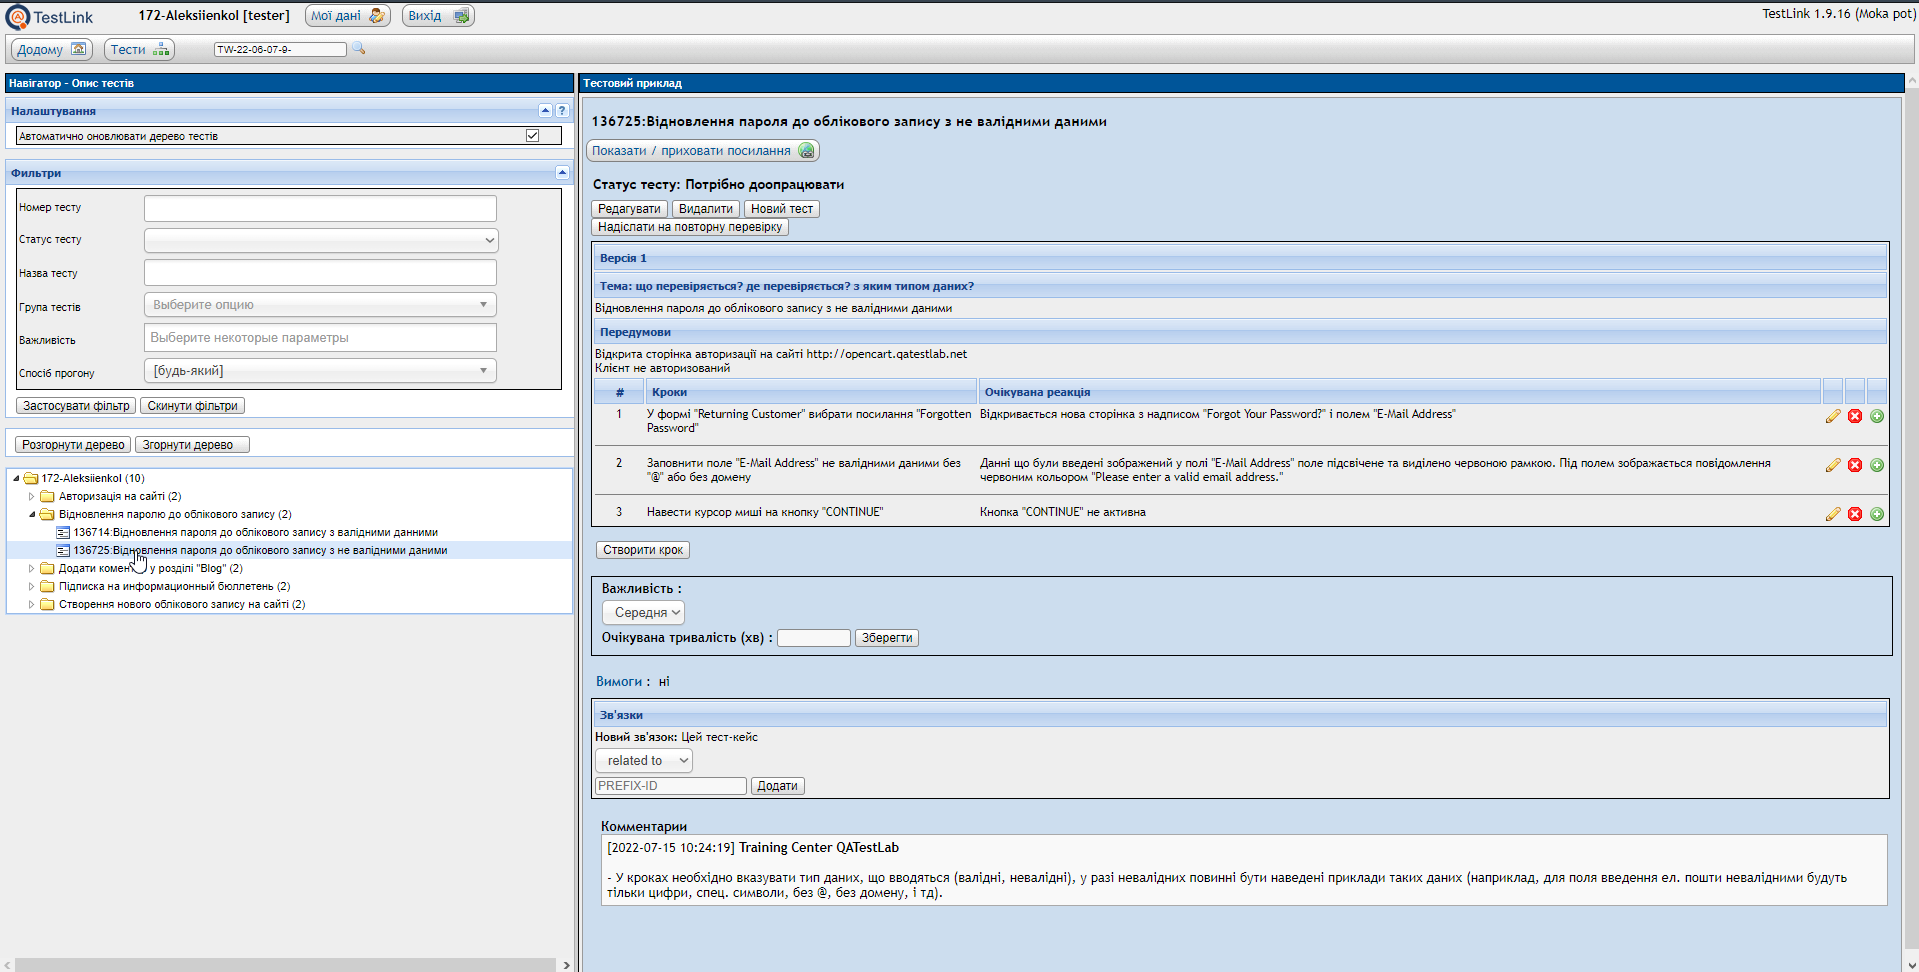 TestLink
172-Aleksiienkol [tester]
Мої дані
Вихід
TestLink 1.9.16 (Moka pot)
Додому
Тести
TW-22-06-07-9-
Навігатор - Опис тестів
Налаштування
?
Автоматично оновлювати дерево тестів
Фильтри
Номер тесту
Статус тесту
Назва тесту
Група тестів
Выберите опцию
Важливість
Выберите некоторые параметры
Спосіб прогону
[будь-який]
Застосувати фільтр
Скинути фільтри
Розгорнути дерево
Згорнути дерево
172-Aleksiienkol (10)
Авторизація на сайті (2)
Відновлення паролю до облікового запису (2)
136714:Відновлення пароля до облікового запису з валідними данними
136725:Відновлення пароля до облікового запису з не валідними даними
Додати комен у розділі "Blog" (2)
Підписка на информационный бюллетень (2)
Створення нового облікового запису на сайті (2)
Тестовий приклад
136725:Відновлення пароля до облікового запису з не валідними даними
Показати / приховати посилання
Статус тесту: Потрібно доопрацювати
Редагувати
Видалити
Новий тест
Надіслати на повторну перевірку
Версія 1
Тема: що перевіряється? де перевіряється? з яким типом даних?
Відновлення пароля до облікового запису з не валідними даними
Передумови
Відкрита сторінка авторизації на сайті http://opencart.qatestlab.net
Клієнт не авторизований
#
Кроки
Очікувана реакція
1
У формі "Returning Customer" вибрати посилання "Forgotten
Password"
Відкривається нова сторінка з надписом "Forgot Your Password?" і полем "E-Mail Address"
2
Заповнити поле "E-Mail Address" не валідними даними без
"@" або без домену
Данні що були введені зображений у полі "E-Mail Address" поле підсвічене та виділено червоною рамкою. Під полем зображається повідомлення
червоним кольором "Please enter a valid email address."
3
Навести курсор миші на кнопку "CONTINUE"
Кнопка "CONTINUE" не активна
Створити крок
Важливість :
Середня
Очікувана тривалість (хв) :
Зберегти
Вимоги : ні
Зв'язки
Новий зв'язок: Цей тест-кейс
related to
PREFIX-ID
Додати
Комментарии
[2022-07-15 10:24:19] Training Center QATestLab
- У кроках необхідно вказувати тип даних, що вводяться (валідні, невалідні), у разі невалідних повинні бути наведені приклади таких даних (наприклад, для поля введення ел. пошти невалідними будуть
тільки цифри, спец. символи, без @, без домену, і тд).